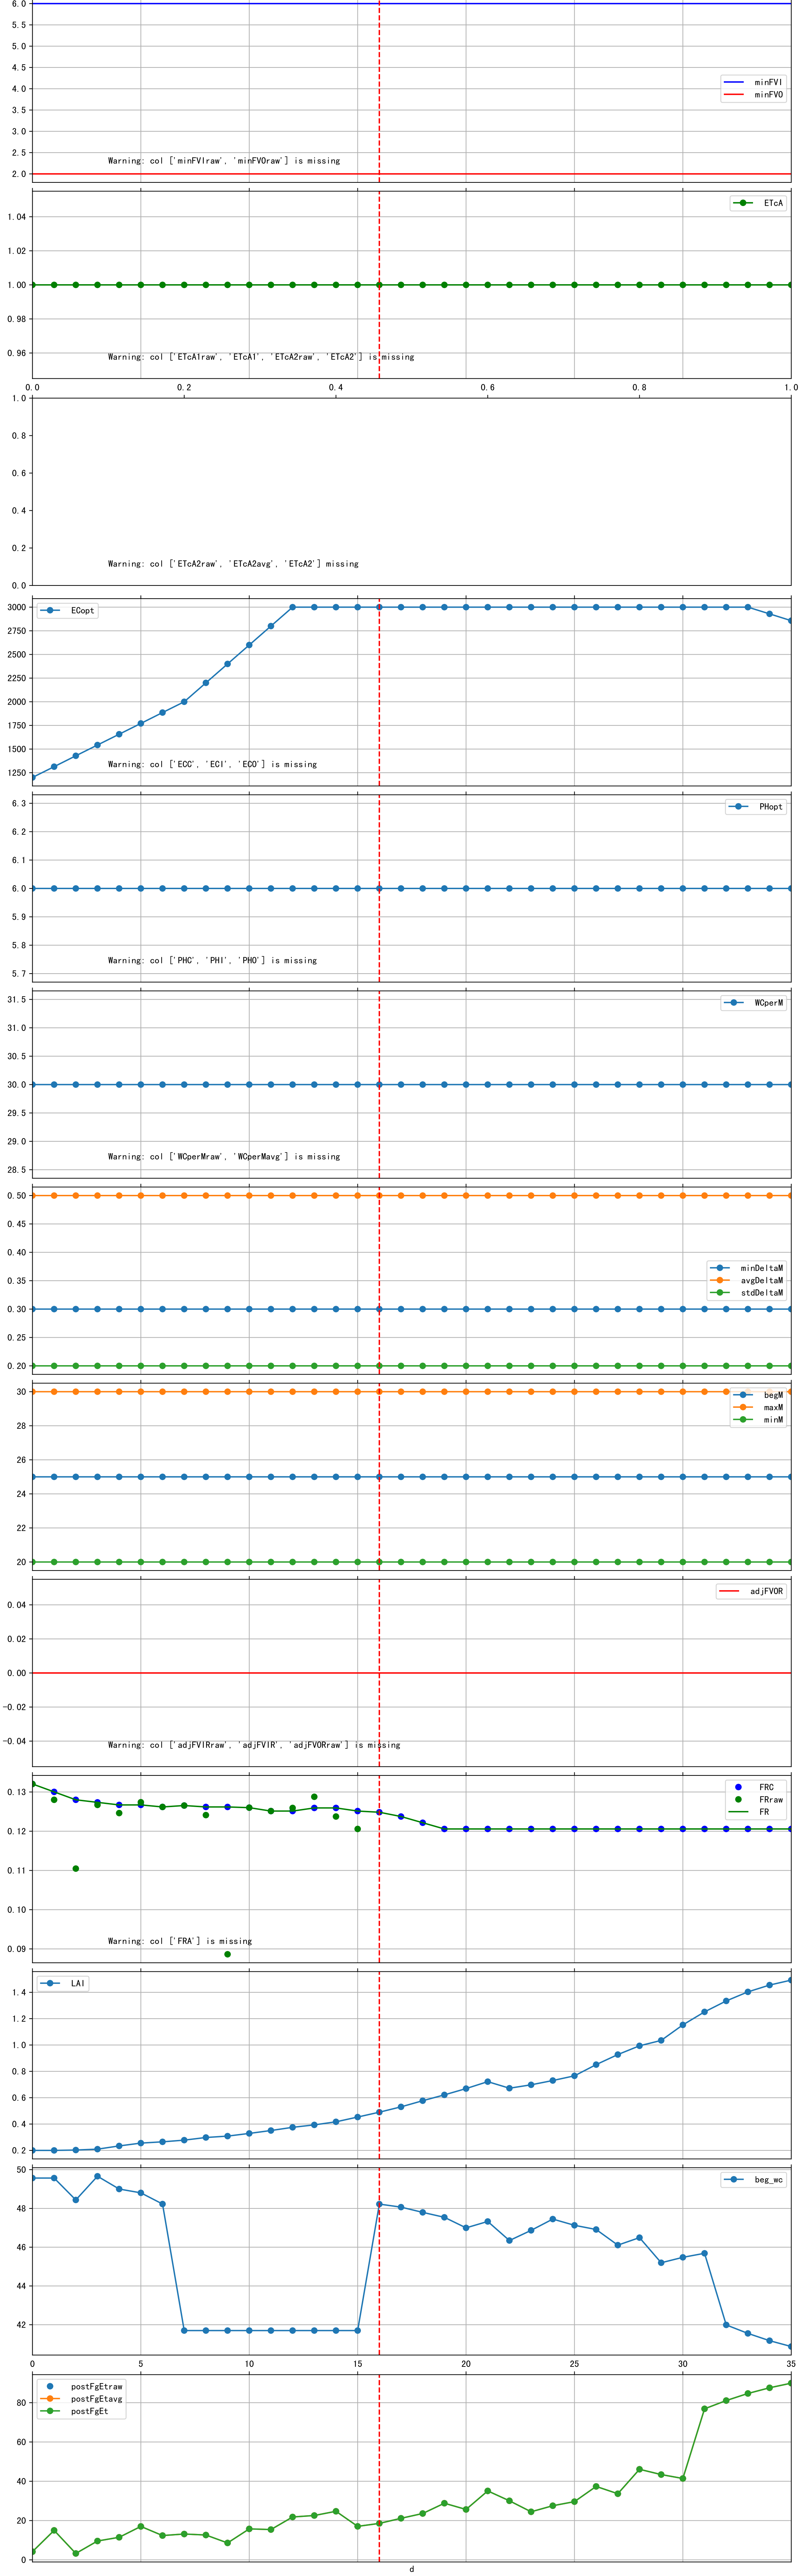 6.0
5.5
5.0
4.5
4.0
3.5
3.0
2.5
2.0
minFVI
minFVO
Warning: col ['minFVIraw', 'minFVOraw'] is missing
1.04
1.02
1.00
0.98
0.96
ETcA
Warning: col ['ETcA1raw', 'ETcA1', 'ETcA2raw', 'ETcA2'] is missing
0.0 0.2 0.4 0.6 0.8 1.0
1.0
0.8
0.6
0.4
0.2
0.0
Warning: col ['ETcA2raw', 'ETcA2avg', 'ETcA2'] missing
3000
2750
2500
2250
2000
1750
1500
1250
ECopt
Warning: col ['ECC', 'ECI', 'ECO'] is missing
6.3
6.2
6.1
6.0
5.9
5.8
5.7
PHopt
Warning: col ['PHC', 'PHI', 'PHO'] is missing
31.5
31.0
30.5
30.0
29.5
29.0
28.5
WCperM
Warning: col ['WCperMraw', 'WCperMavg'] is missing
0.50
0.45
0.40
0.35
0.30
0.25
0.20
minDeltaM
avgDeltaM
stdDeltaM
30
28
26
24
22
20
begM
maxM
minM
0.04
0.02
0.00
-0.02
-0.04
adjFVOR
Warning: col ['adjFVIRraw', 'adjFVIR', 'adjFVORraw'] is missing
0.13
0.12
0.11
0.10
0.09
FRC
FRraw
FR
Warning: col ['FRA'] is missing
1.4
1.2
1.0
0.8
0.6
0.4
0.2
LAI
50
48
46
44
42
beg_wc
0 5 10 15 20 25 30 35
80
60
40
20
0
postFgEtraw
postFgEtavg
postFgEt
d